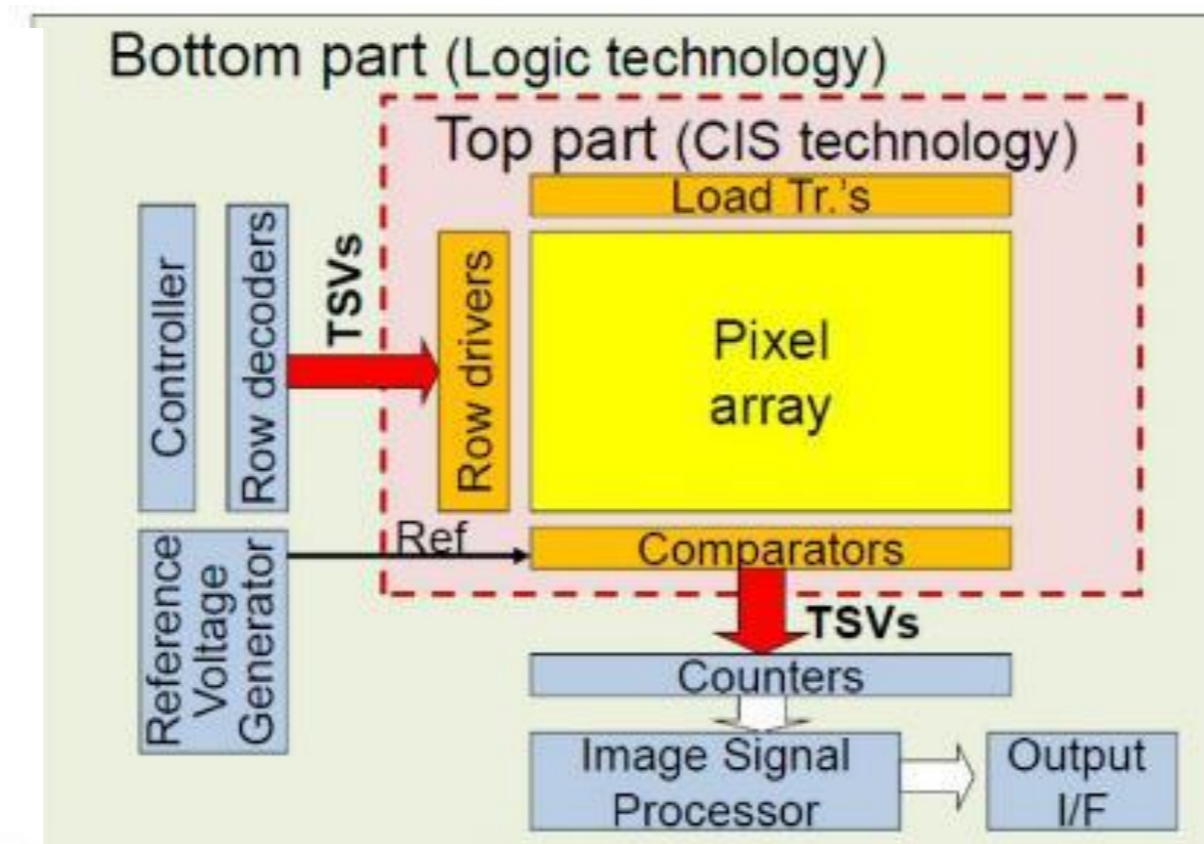 Bottom part (Logic technology)
Top part (CIS technology)
Load Tr.'s
Controller
Row decoders
TSVs
Row drivers
Pixel
array
Reference
Voltage
Generator
Ref
Comparators
TSVs
Counters
Image Signal
Processor
Output
I/F